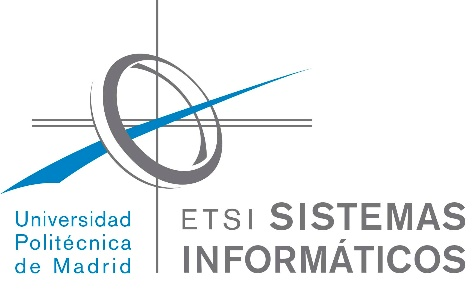 Universidad
Politécnica
de Madrid
ETSI SISTEMAS
INFORMÁTICOS